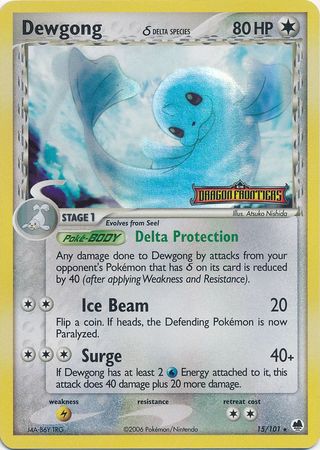 Dewgong δ DELTA SPECIES 80 HP
DRAGON FRONTIERS
Illus. Atsuko Nishida
STAGE 1 Evolves from Seel
Poké-BODY Delta Protection
Any damage done to Dewgong by attacks from your
opponent's Pokémon that has δ on its card is reduced
by 40 (after applying Weakness and Resistance).
Ice Beam 20
Flip a coin. If heads, the Defending Pokémon is now
Paralyzed.
Surge 40+
If Dewgong has at least 2 Energy attached to it, this
attack does 40 damage plus 20 more damage.
weakness resistance retreat cost
©2006 Pokémon/Nintendo 15/101